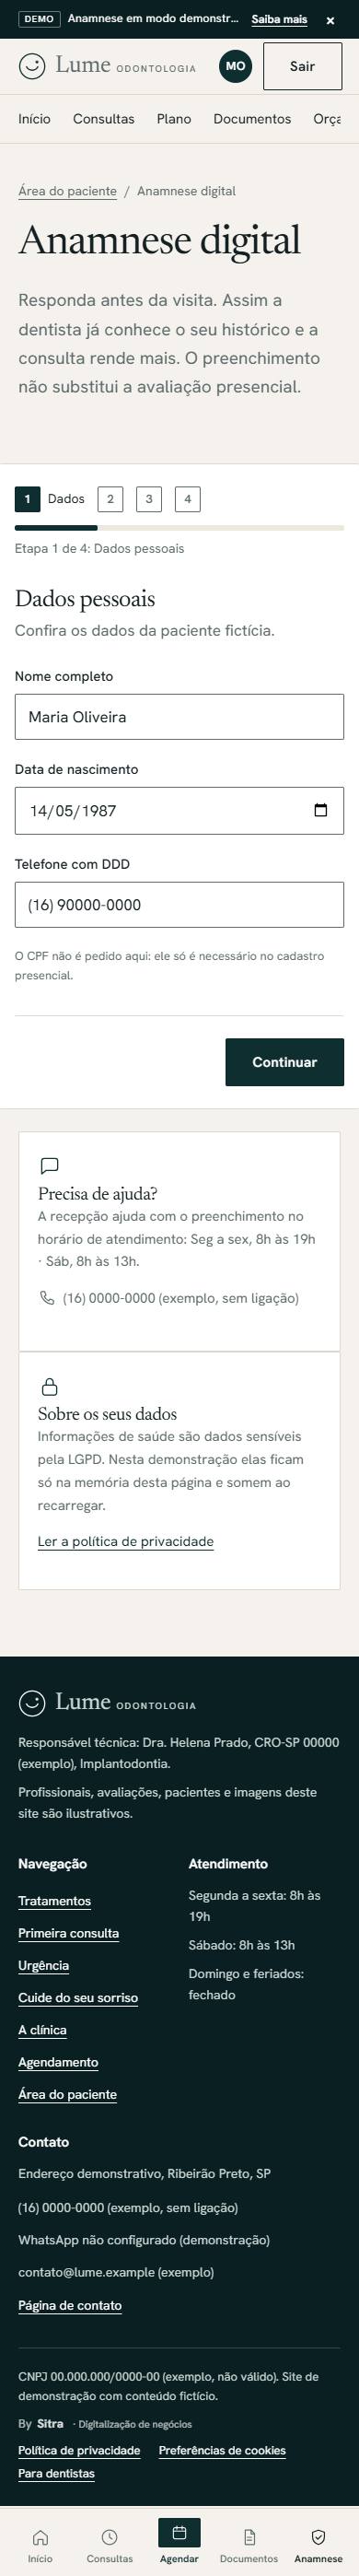 DEMO Anamnese em modo demonstr... Saiba mais ×
Lume ODONTOLOGIA MO Sair
Início Consultas Plano Documentos Orça
Área do paciente / Anamnese digital
Anamnese digital
Responda antes da visita. Assim a
dentista já conhece o seu histórico e a
consulta rende mais. O preenchimento
não substitui a avaliação presencial.
1 Dados 2 3 4
Etapa 1 de 4: Dados pessoais
Dados pessoais
Confira os dados da paciente fictícia.
Nome completo
Maria Oliveira
Data de nascimento
14/05/1987
Telefone com DDD
(16) 90000-0000
O CPF não é pedido aqui: ele só é necessário no cadastro
presencial.
Continuar
Precisa de ajuda?
A recepção ajuda com o preenchimento no
horário de atendimento: Seg a sex, 8h às 19h
· Sáb, 8h às 13h.
(16) 0000-0000 (exemplo, sem ligação)
Sobre os seus dados
Informações de saúde são dados sensíveis
pela LGPD. Nesta demonstração elas ficam
só na memória desta página e somem ao
recarregar.
Ler a política de privacidade
Lume ODONTOLOGIA
Responsável técnica: Dra. Helena Prado, CRO-SP 00000
(exemplo), Implantodontia.
Profissionais, avaliações, pacientes e imagens deste
site são ilustrativos.
Navegação
Tratamentos
Primeira consulta
Urgência
Cuide do seu sorriso
A clínica
Agendamento
Área do paciente
Atendimento
Segunda a sexta: 8h às
19h
Sábado: 8h às 13h
Domingo e feriados:
fechado
Contato
Endereço demonstrativo, Ribeirão Preto, SP
(16) 0000-0000 (exemplo, sem ligação)
WhatsApp não configurado (demonstração)
contato@lume.example (exemplo)
Página de contato
CNPJ 00.000.000/0000-00 (exemplo, não válido). Site de
demonstração com conteúdo fictício.
By Sitra · Digitalização de negócios
Política de privacidade Preferências de cookies
Para dentistas
Início Consultas Agendar Documentos Anamnese